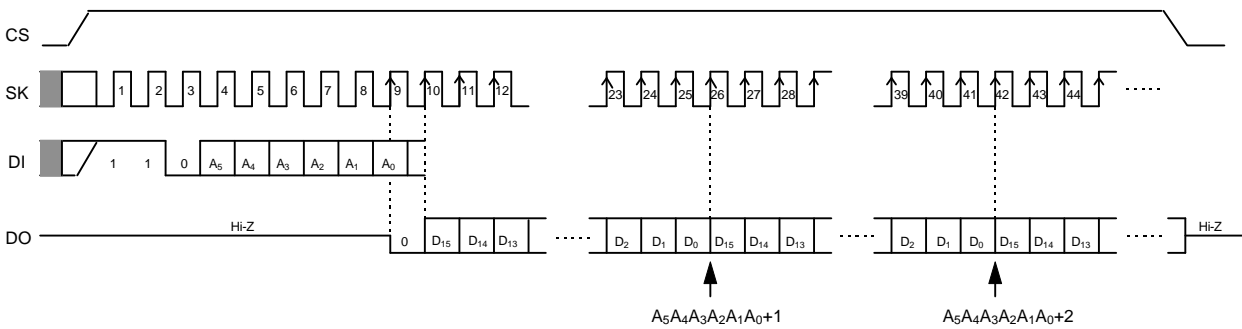 CS
SK 1 2 3 4 5 6 7 8 9 10 11 12 23 24 25 26 27 28 39 40 41 42 43 44
DI 1 1 0 A5 A4 A3 A2 A1 A0
DO Hi-Z 0 D15 D14 D13 D2 D1 D0 D15 D14 D13 D2 D1 D0 D15 D14 D13 Hi-Z
A5A4A3A2A1A0+1 A5A4A3A2A1A0+2